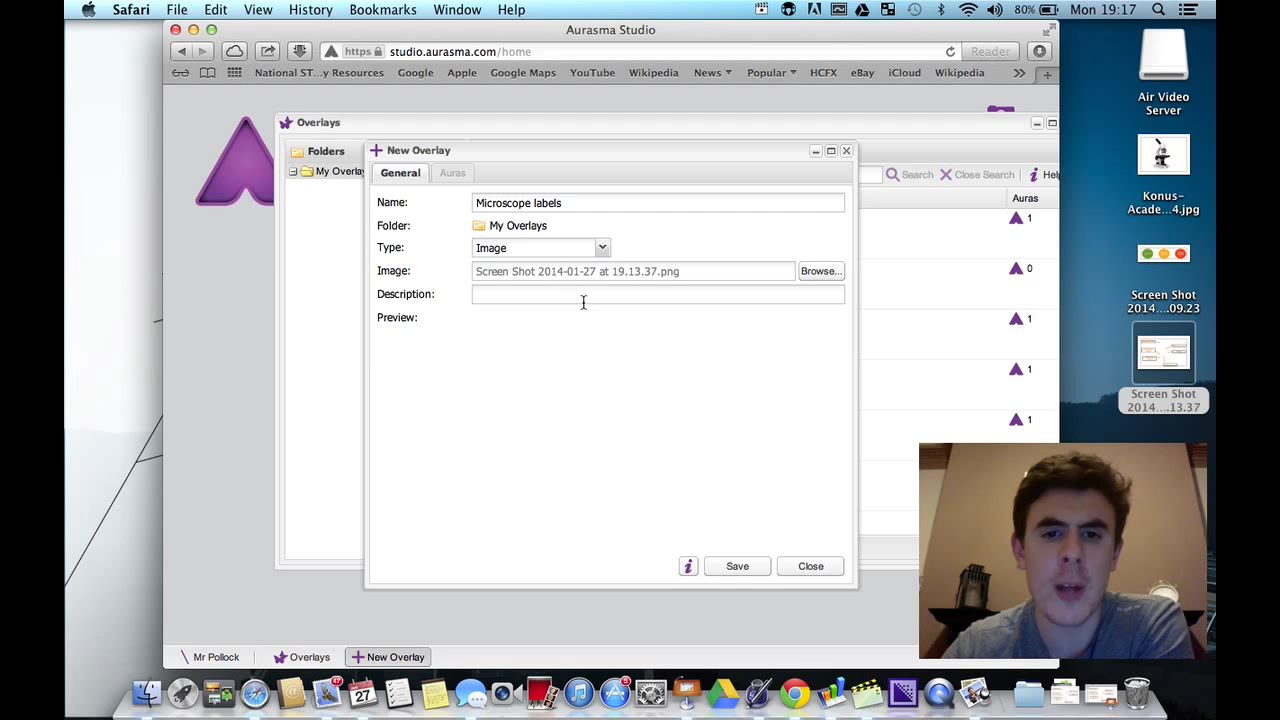 Safari File Edit View History Bookmarks Window Help 80% Mon 19:17
Aurasma Studio
https studio.aurasma.com/home Reader
National ST...y Resources Google Apple Google Maps YouTube Wikipedia News Popular HCFX eBay iCloud Wikipedia
Air Video
Server
Konus-
Acade...4.jpg
Screen Shot
2014....09.23
Screen Shot
2014....13.37
Overlays
Folders
My Overlay
Search Close Search Help
Auras
1
0
1
1
1
New Overlay
General Auras
Name: Microscope labels
Folder: My Overlays
Type: Image
Image: Screen Shot 2014-01-27 at 19.13.37.png Browse...
Description:
Preview:
Save Close
Mr Pollock Overlays New Overlay
47
27